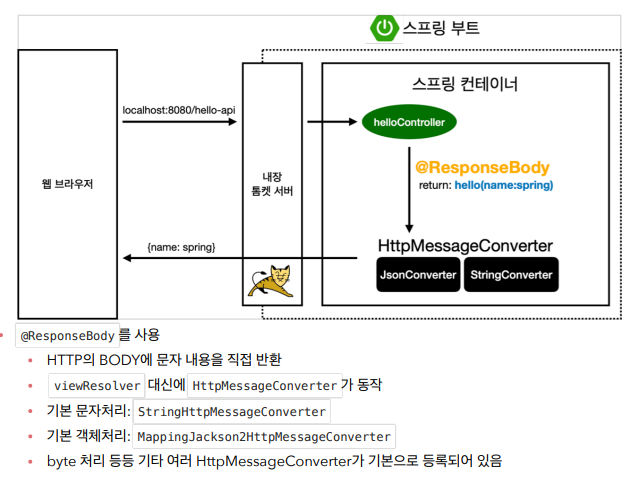 스프링 부트
스프링 컨테이너
localhost:8080/hello-api
helloController
웹 브라우저
내장
톰켓 서버
@ResponseBody
return: hello(name:spring)
{name: spring}
HttpMessageConverter
JsonConverter
StringConverter
@ResponseBody 를 사용
HTTP의 BODY에 문자 내용을 직접 반환
viewResolver 대신에 HttpMessageConverter 가 동작
기본 문자처리: StringHttpMessageConverter
기본 객체처리: MappingJackson2HttpMessageConverter
byte 처리 등등 기타 여러 HttpMessageConverter가 기본으로 등록되어 있음